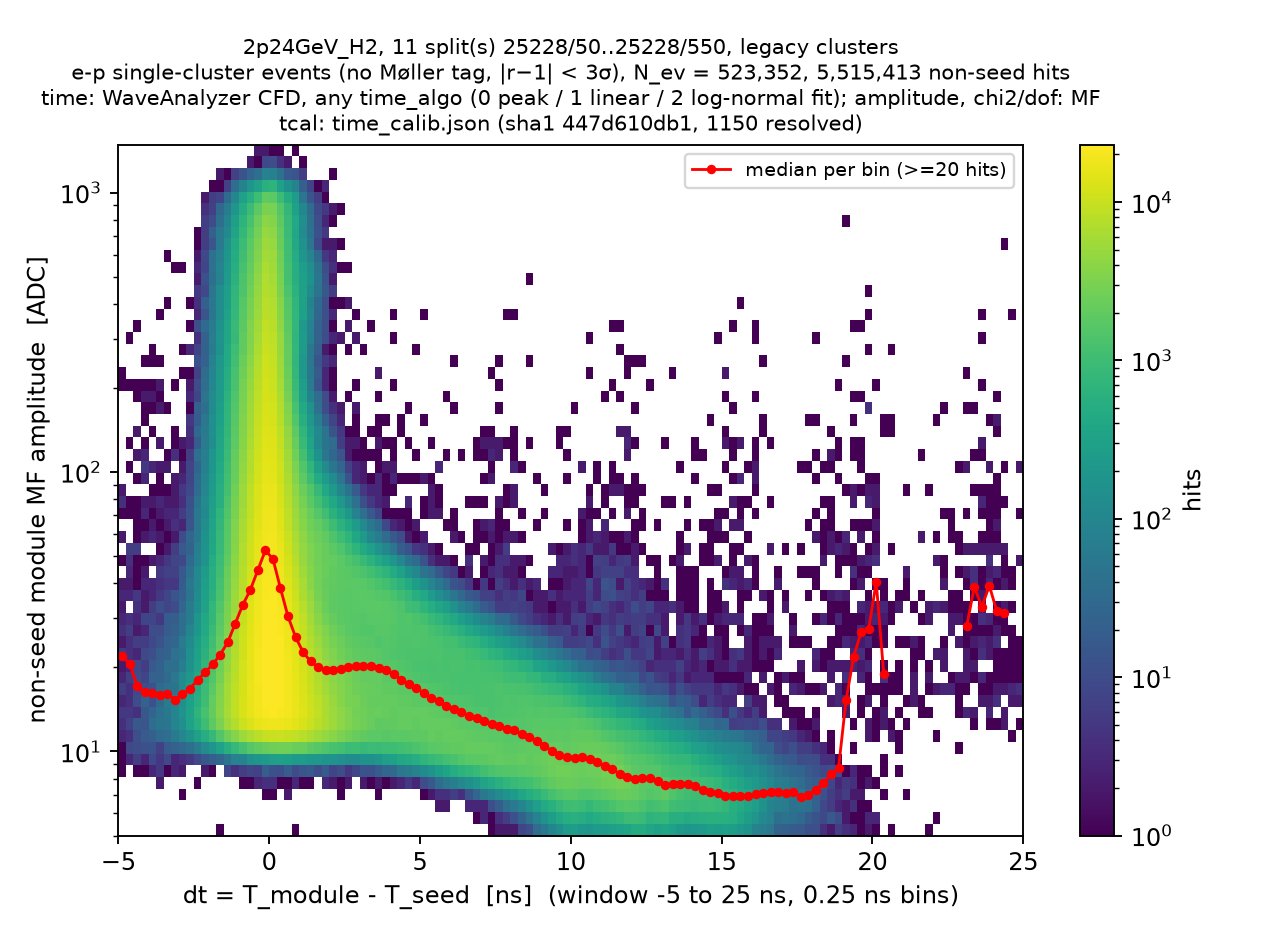 2p24GeV_H2, 11 split(s) 25228/50..25228/550, legacy clusters
e-p single-cluster events (no Møller tag, |r−1| < 3σ), N_ev = 523,352, 5,515,413 non-seed hits
time: WaveAnalyzer CFD, any time_algo (0 peak / 1 linear / 2 log-normal fit); amplitude, chi2/dof: MF
tcal: time_calib.json (sha1 447d610db1, 1150 resolved)
median per bin (>=20 hits)
non-seed module MF amplitude [ADC]
10³
10²
10¹
−5 0 5 10 15 20 25
dt = T_module - T_seed [ns] (window -5 to 25 ns, 0.25 ns bins)
10⁴
10³
10²
10¹
10⁰
hits